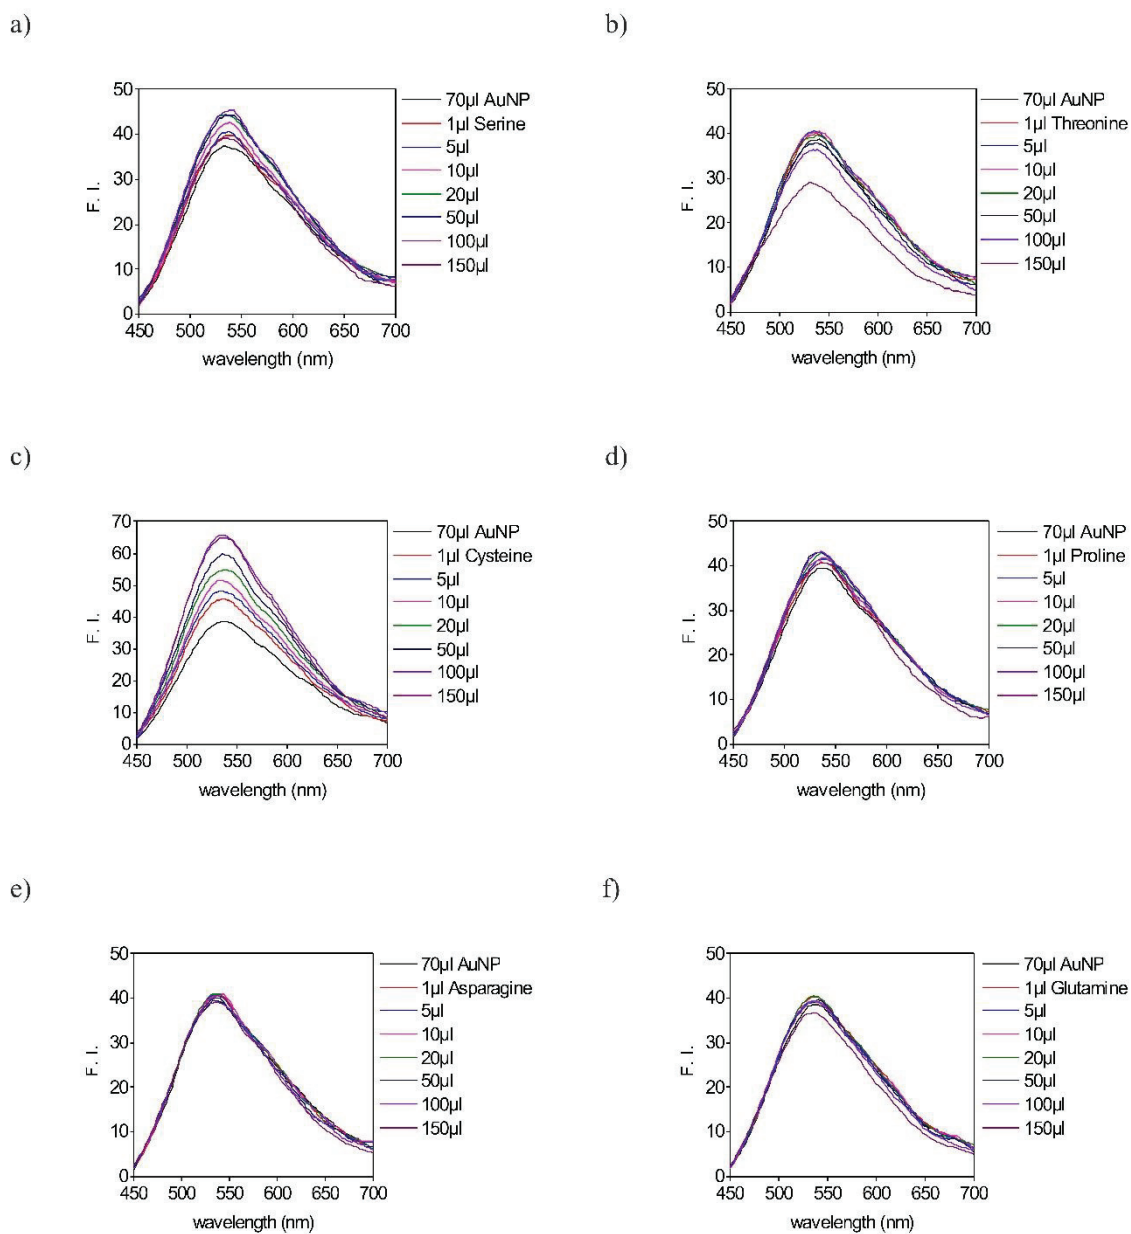 a)
50
40
30
20
10
0
F. I.
450 500 550 600 650 700
wavelength (nm)
70µl AuNP
1µl Serine
5µl
10µl
20µl
50µl
100µl
150µl
b)
50
40
30
20
10
0
F. I.
450 500 550 600 650 700
wavelength (nm)
70µl AuNP
1µl Threonine
5µl
10µl
20µl
50µl
100µl
150µl
c)
70
60
50
40
30
20
10
0
F. I.
450 500 550 600 650 700
wavelength (nm)
70µl AuNP
1µl Cysteine
5µl
10µl
20µl
50µl
100µl
150µl
d)
50
40
30
20
10
0
F. I.
450 500 550 600 650 700
wavelength (nm)
70µl AuNP
1µl Proline
5µl
10µl
20µl
50µl
100µl
150µl
e)
50
40
30
20
10
0
F. I.
450 500 550 600 650 700
wavelength (nm)
70µl AuNP
1µl Asparagine
5µl
10µl
20µl
50µl
100µl
150µl
f)
50
40
30
20
10
0
F. I.
450 500 550 600 650 700
wavelength (nm)
70µl AuNP
1µl Glutamine
5µl
10µl
20µl
50µl
100µl
150µl